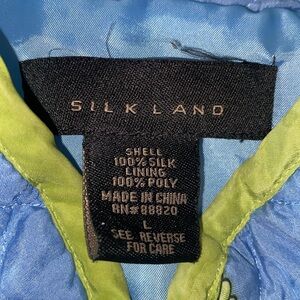 SILK LAND
SHELL
100% SILK
LINING
100% POLY
MADE IN CHINA
RN#88820
L
SEE REVERSE
FOR CARE